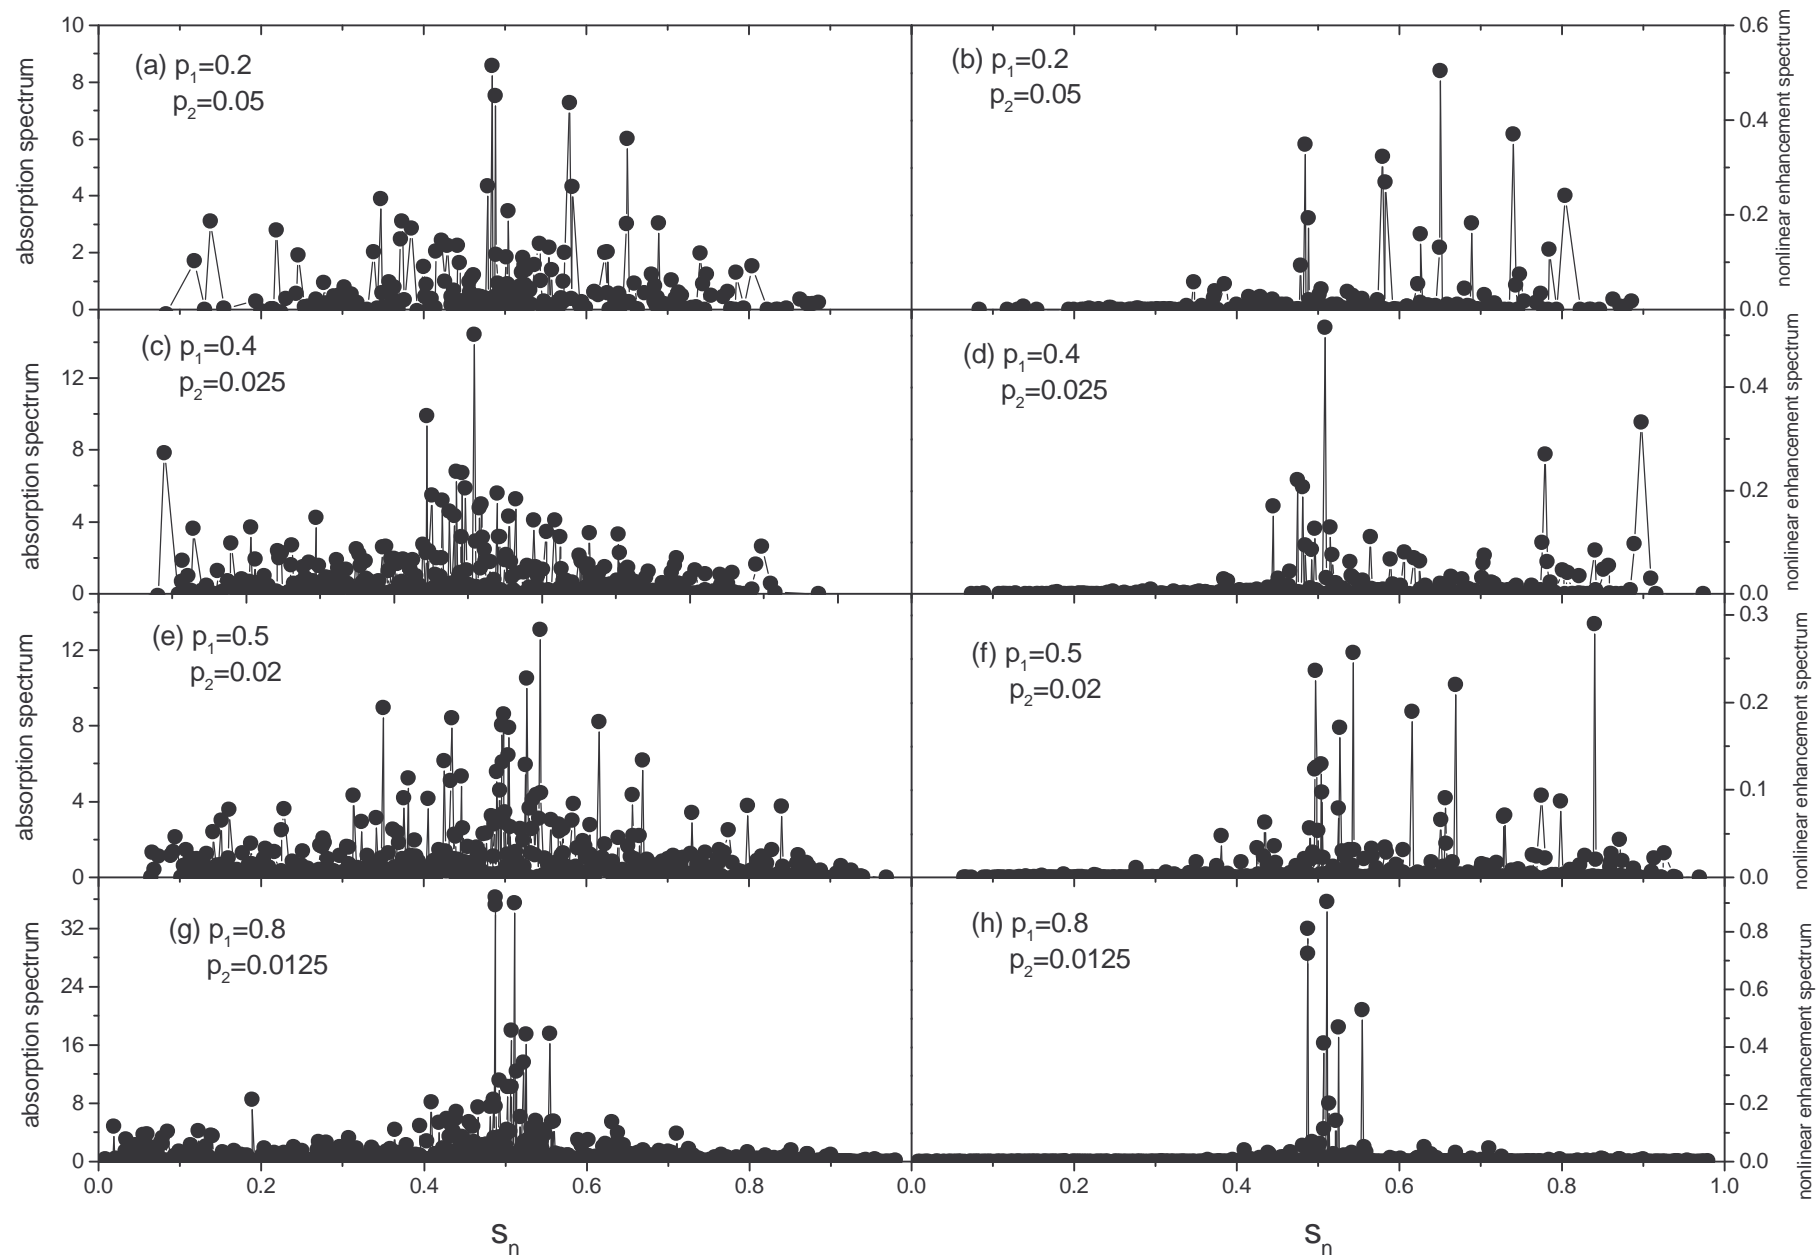 10
8
6
4
2
0
absorption spectrum
(a) p1=0.2
p2=0.05
(b) p1=0.2
p2=0.05
0.6
0.4
0.2
0.0
nonlinear enhancement spectrum
12
8
4
0
absorption spectrum
(c) p1=0.4
p2=0.025
(d) p1=0.4
p2=0.025
0.4
0.2
0.0
nonlinear enhancement spectrum
12
8
4
0
absorption spectrum
(e) p1=0.5
p2=0.02
(f) p1=0.5
p2=0.02
0.3
0.2
0.1
0.0
nonlinear enhancement spectrum
32
24
16
8
0
absorption spectrum
(g) p1=0.8
p2=0.0125
(h) p1=0.8
p2=0.0125
0.8
0.6
0.4
0.2
0.0
nonlinear enhancement spectrum
0.0 0.2 0.4 0.6 0.8 0.0 0.2 0.4 0.6 0.8 1.0
sn sn